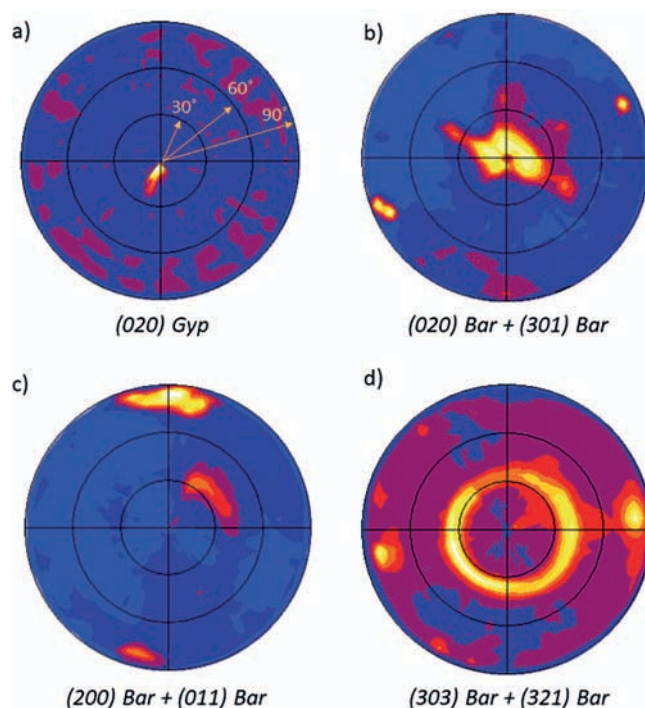 a)
30°
60°
90°
(020) Gyp
b)
(020) Bar + (301) Bar
c)
(200) Bar + (011) Bar
d)
(303) Bar + (321) Bar